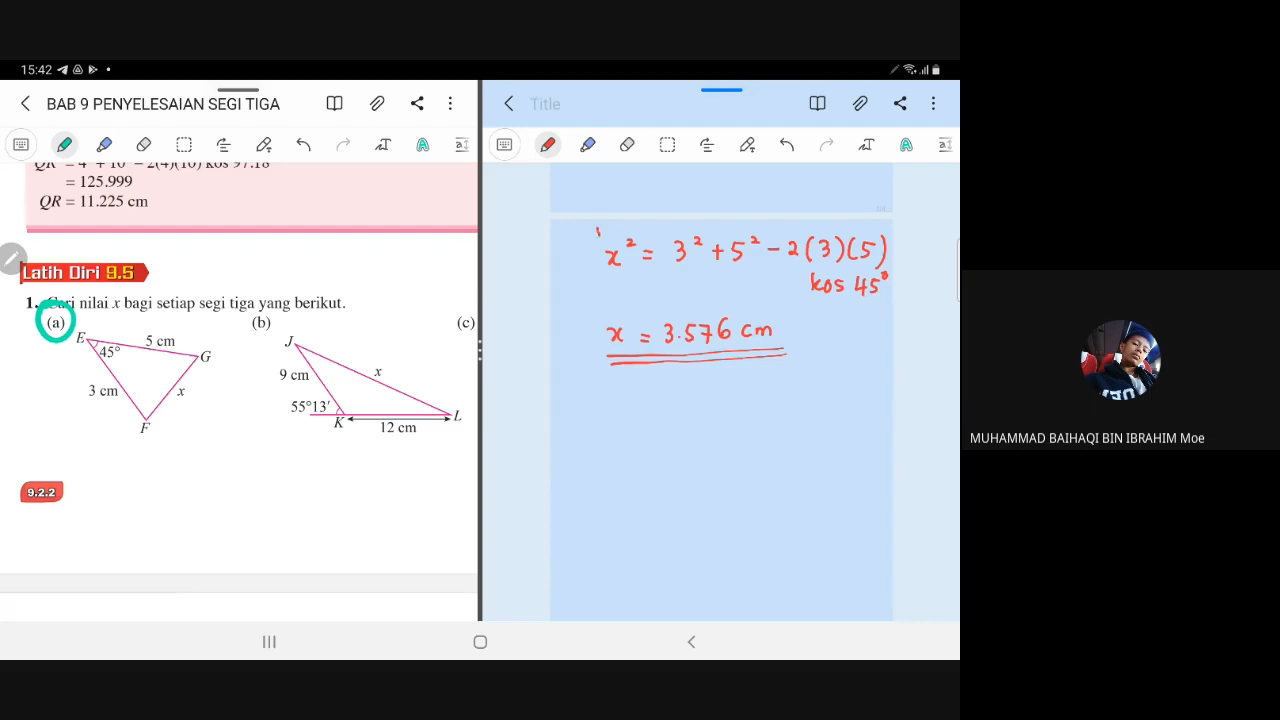 15:42
BAB 9 PENYELESAIAN SEGI TIGA
Title
= 125.999
QR = 11.225 cm
Latih Diri 9.5
1. Cari nilai x bagi setiap segi tiga yang berikut.
(a)
(b)
(c)
E
45°
5 cm
G
3 cm
x
F
J
9 cm
x
55°13′
K
L
12 cm
9.2.2
x² = 3² + 5² − 2(3)(5)
kos 45°
x = 3.576 cm
MUHAMMAD BAIHAQI BIN IBRAHIM Moe